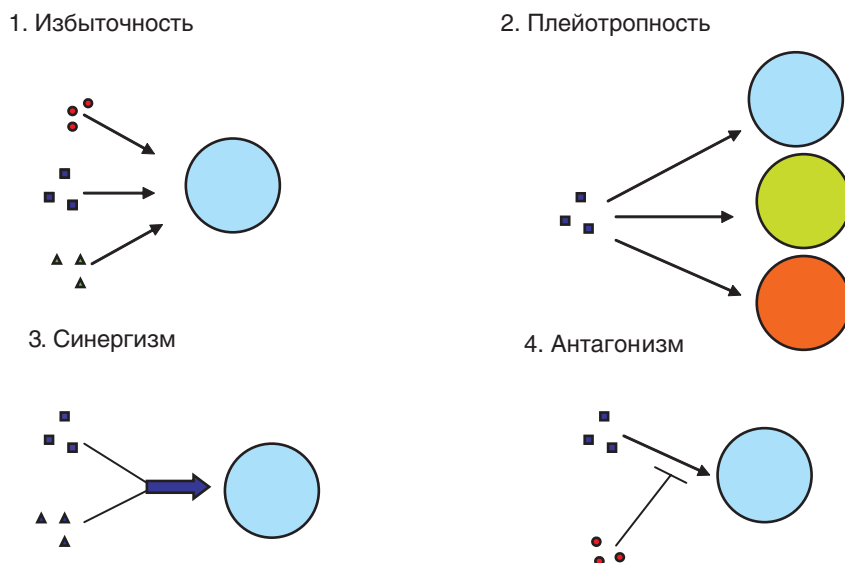 1. Избыточность
2. Плейотропность
3. Синергизм
4. Антагонизм